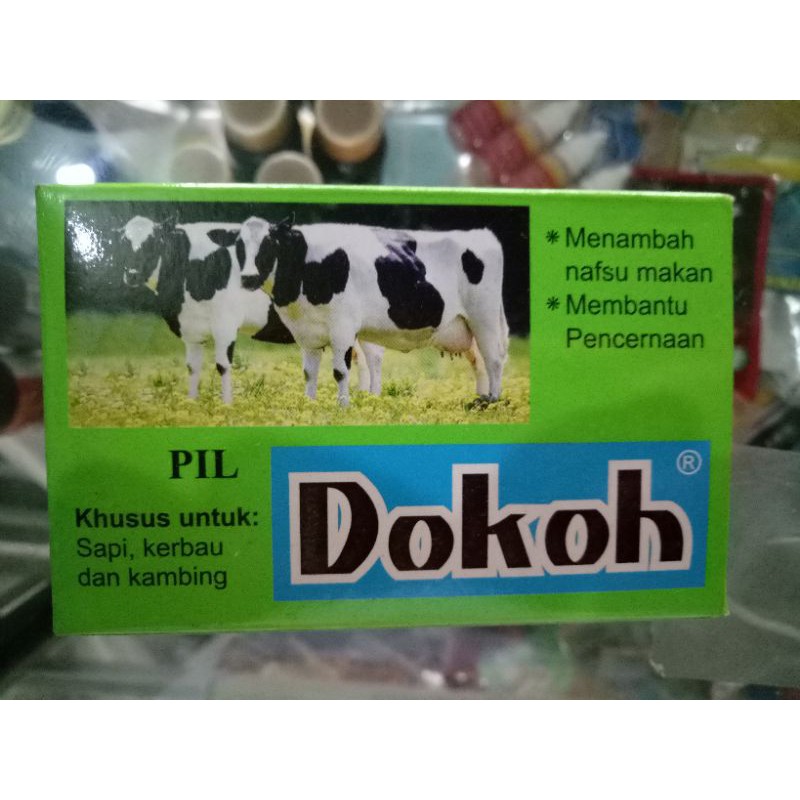 * Menambah
nafsu makan
* Membantu
Pencernaan
PIL
Khusus untuk:
Sapi, kerbau
dan kambing
Dokoh®